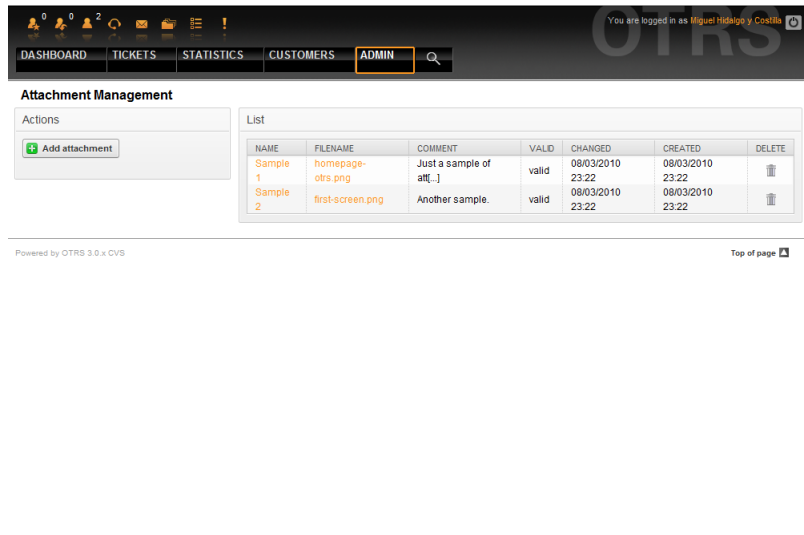 0 0 2
You are logged in as Miguel Hidalgo y Costilla
OTRS
DASHBOARD TICKETS STATISTICS CUSTOMERS ADMIN
Attachment Management
Actions
Add attachment
List
NAME FILENAME COMMENT VALID CHANGED CREATED DELETE
Sample 1 homepage-otrs.png Just a sample of att[...] valid 08/03/2010 23:22 08/03/2010 23:22
Sample 2 first-screen.png Another sample. valid 08/03/2010 23:22 08/03/2010 23:22
Powered by OTRS 3.0.x CVS
Top of page